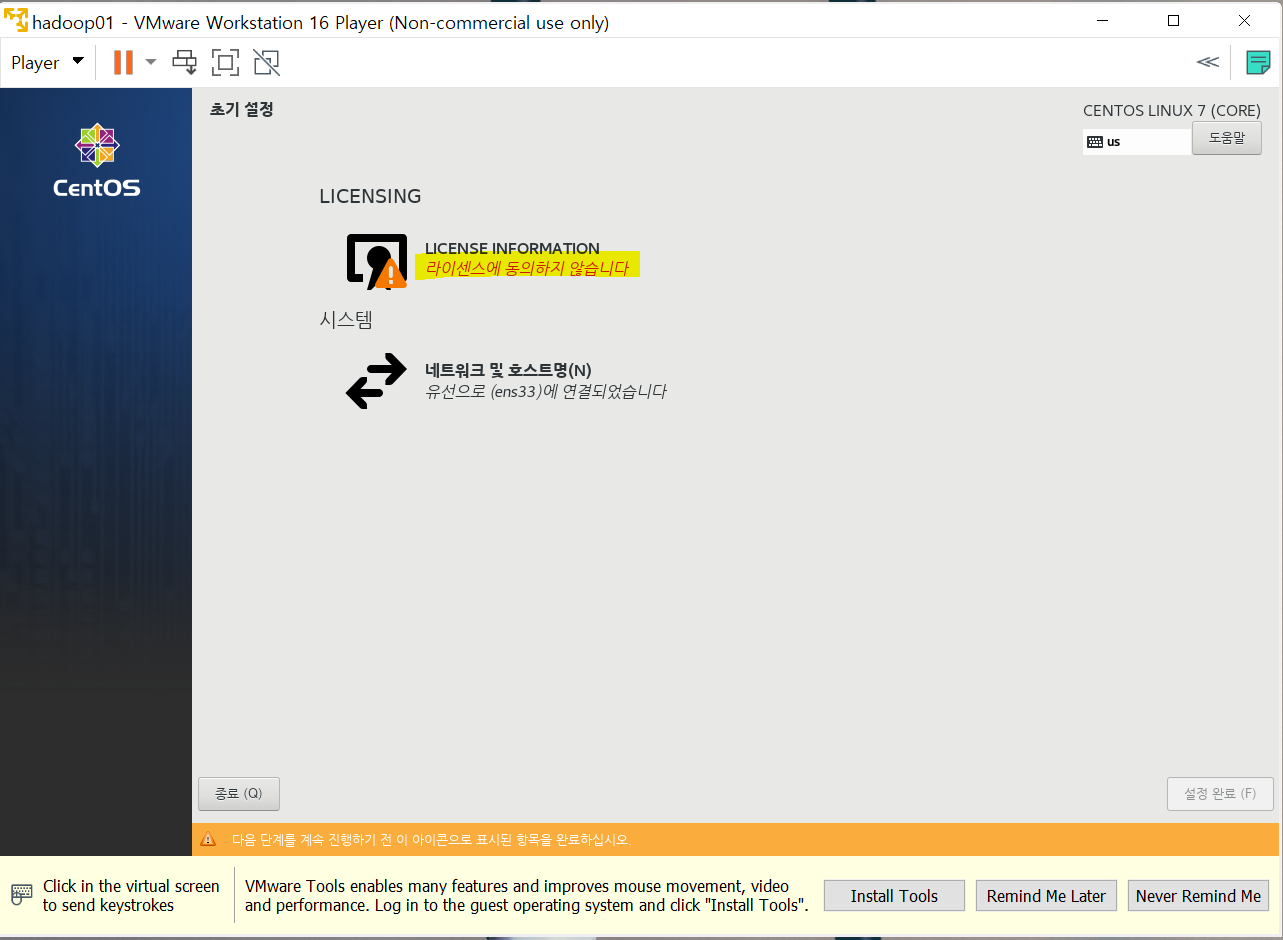 hadoop01 - VMware Workstation 16 Player (Non-commercial use only)
Player
초기 설정
CENTOS LINUX 7 (CORE)
us
도움말
CentOS
LICENSING
LICENSE INFORMATION
라이센스에 동의하지 않습니다
시스템
네트워크 및 호스트명(N)
유선으로 (ens33)에 연결되었습니다
종료 (Q)
설정 완료 (F)
다음 단계를 계속 진행하기 전 이 아이콘으로 표시된 항목을 완료하십시오.
Click in the virtual screen
to send keystrokes
VMware Tools enables many features and improves mouse movement, video
and performance. Log in to the guest operating system and click "Install Tools".
Install Tools
Remind Me Later
Never Remind Me